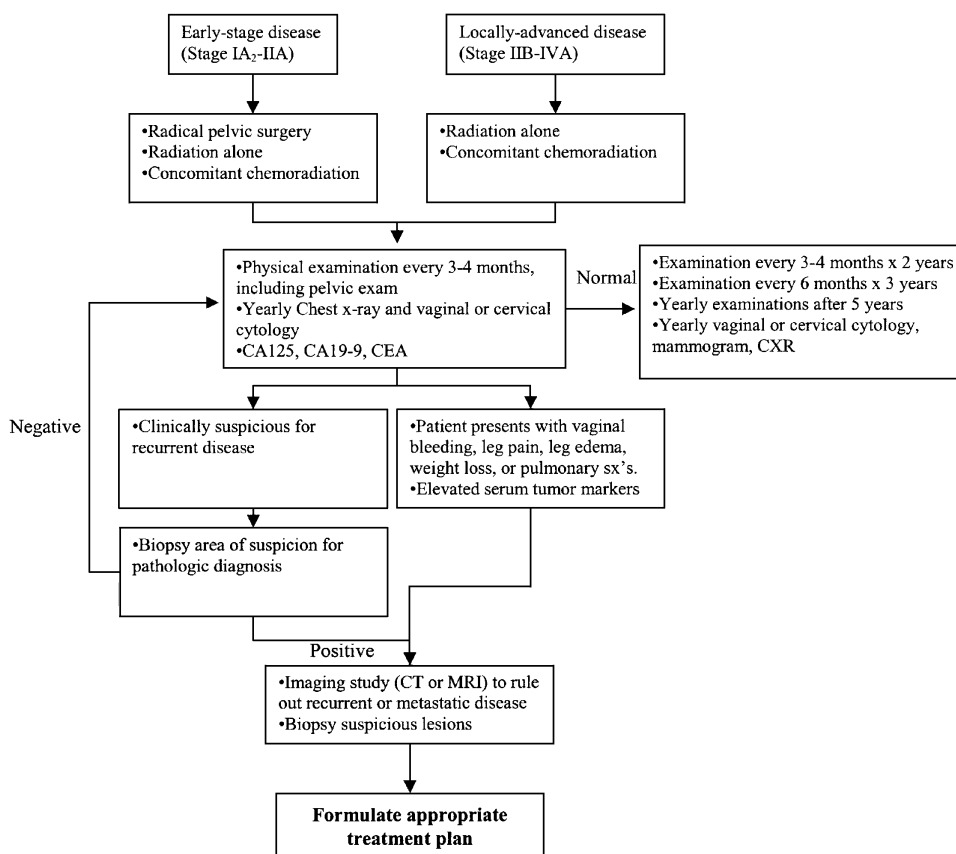 Early-stage disease
(Stage IA₂-IIA)
Locally-advanced disease
(Stage IIB-IVA)
•Radical pelvic surgery
•Radiation alone
•Concomitant chemoradiation
•Radiation alone
•Concomitant chemoradiation
•Physical examination every 3-4 months,
including pelvic exam
•Yearly Chest x-ray and vaginal or cervical
cytology
•CA125, CA19-9, CEA
Normal
•Examination every 3-4 months x 2 years
•Examination every 6 months x 3 years
•Yearly examinations after 5 years
•Yearly vaginal or cervical cytology,
mammogram, CXR
Negative
•Clinically suspicious for
recurrent disease
•Patient presents with vaginal
bleeding, leg pain, leg edema,
weight loss, or pulmonary sx's.
•Elevated serum tumor markers
•Biopsy area of suspicion for
pathologic diagnosis
Positive
•Imaging study (CT or MRI) to rule
out recurrent or metastatic disease
•Biopsy suspicious lesions
Formulate appropriate
treatment plan